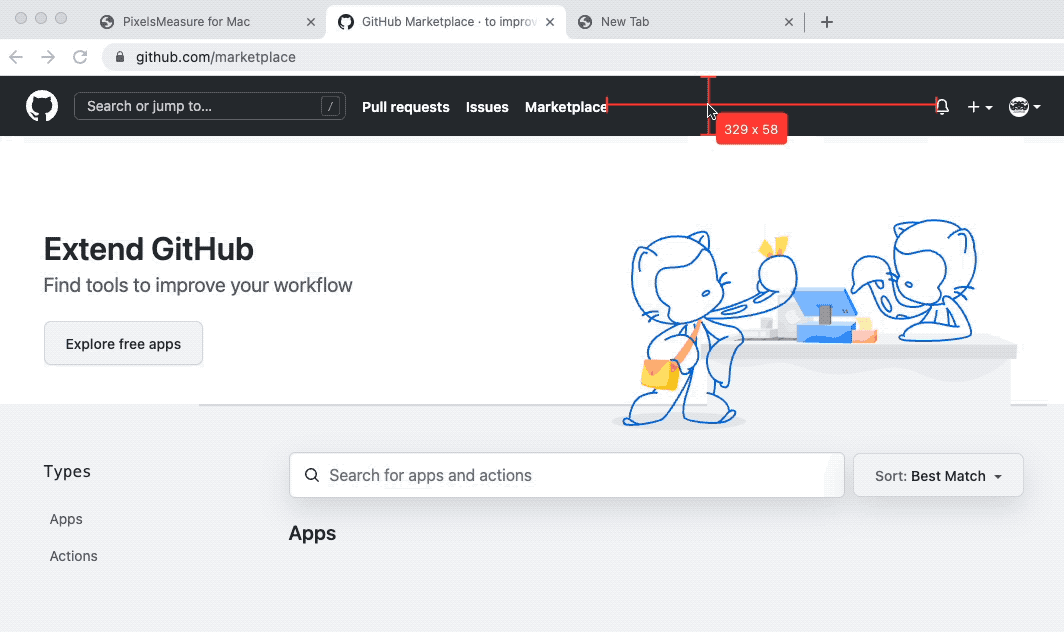 PixelsMeasure for Mac
GitHub Marketplace · to improv
New Tab
github.com/marketplace
Search or jump to... /
Pull requests Issues Marketplace
329 x 58
Extend GitHub
Find tools to improve your workflow
Explore free apps
Types
Search for apps and actions
Sort: Best Match
Apps
Apps
Actions